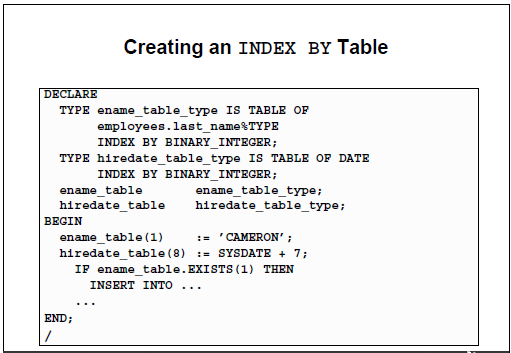 Creating an INDEX BY Table
DECLARE
TYPE ename_table_type IS TABLE OF
employees.last_name%TYPE
INDEX BY BINARY_INTEGER;
TYPE hiredate_table_type IS TABLE OF DATE
INDEX BY BINARY_INTEGER;
ename_table ename_table_type;
hiredate_table hiredate_table_type;
BEGIN
ename_table(1) := ’CAMERON’;
hiredate_table(8) := SYSDATE + 7;
IF ename_table.EXISTS(1) THEN
INSERT INTO ...
...
END;
/